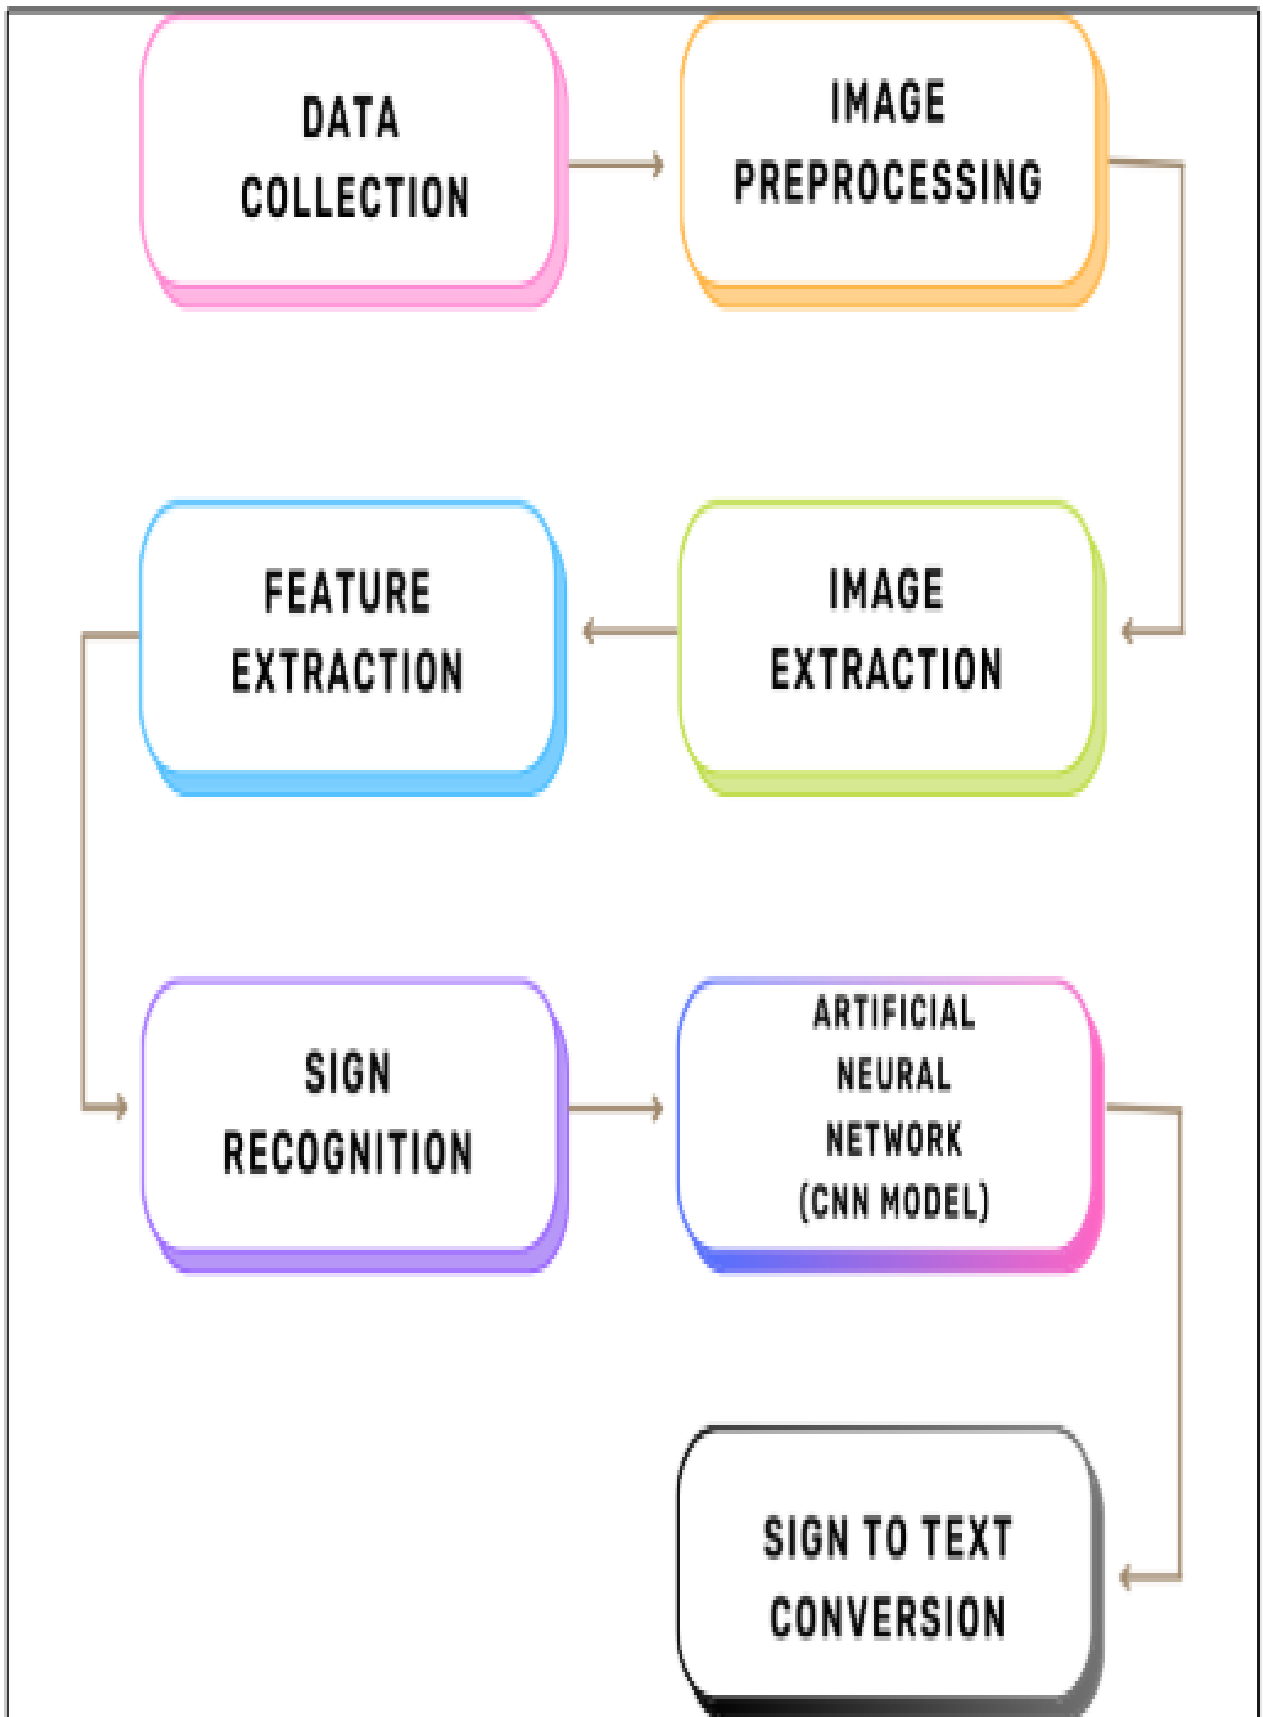 DATA
COLLECTION
IMAGE
PREPROCESSING
IMAGE
EXTRACTION
FEATURE
EXTRACTION
SIGN
RECOGNITION
ARTIFICIAL
NEURAL
NETWORK
(CNN MODEL)
SIGN TO TEXT
CONVERSION